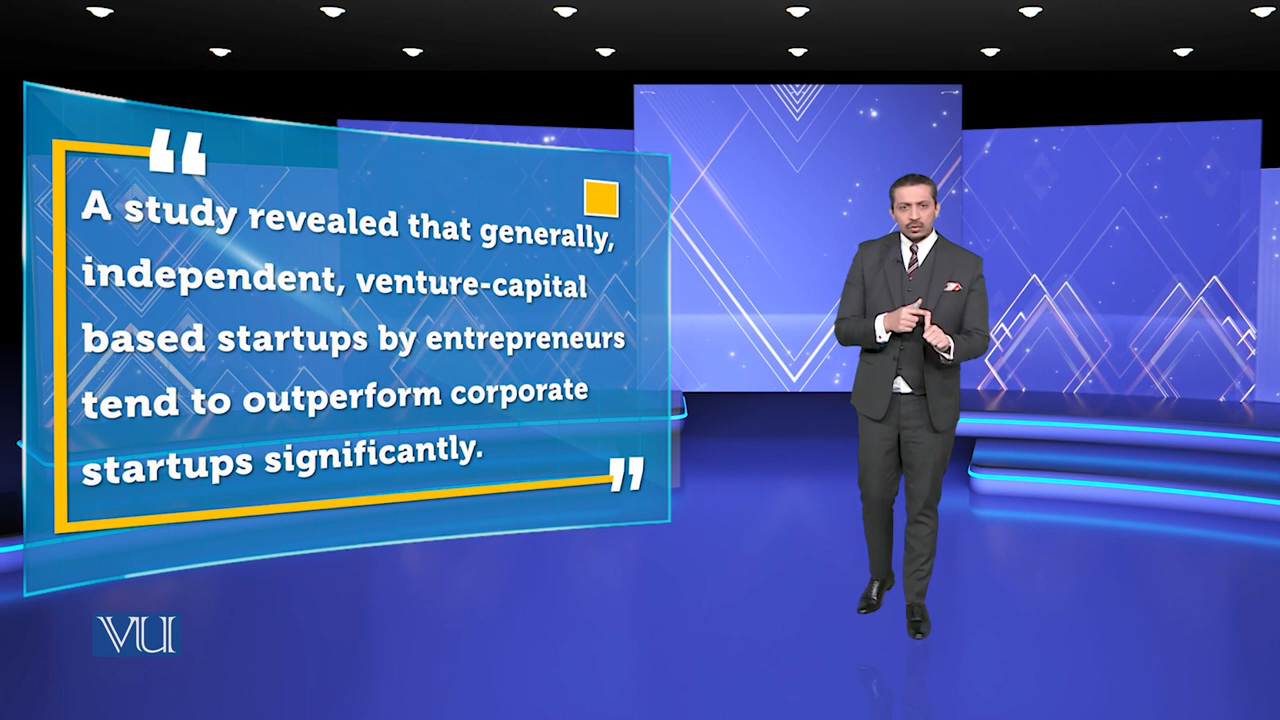 “
A study revealed that generally,
independent, venture-capital
based startups by entrepreneurs
tend to outperform corporate
startups significantly.
”
VU